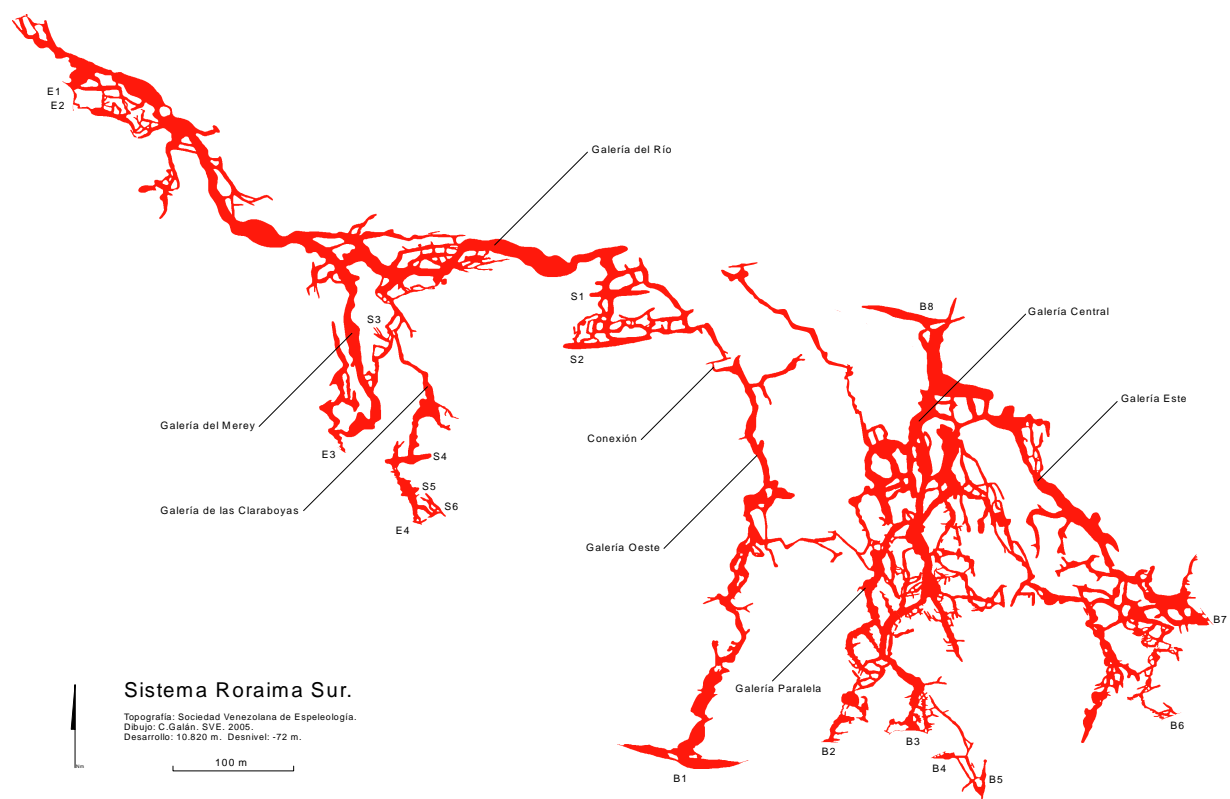 E1
E2
Galería del Río
S1
B8
Galería Central
S3
S2
Galería Este
Galería del Merey
Conexión
E3
S4
S5
S6
Galería de las Claraboyas
E4
Galería Oeste
B7
Galería Paralela
Sistema Roraima Sur.
Topografía: Sociedad Venezolana de Espeleología.
Dibujo: C.Galán. SVE. 2005.
Desarrollo: 10.820 m. Desnivel: -72 m.
100 m
B6
B2
B3
B4
B1
B5